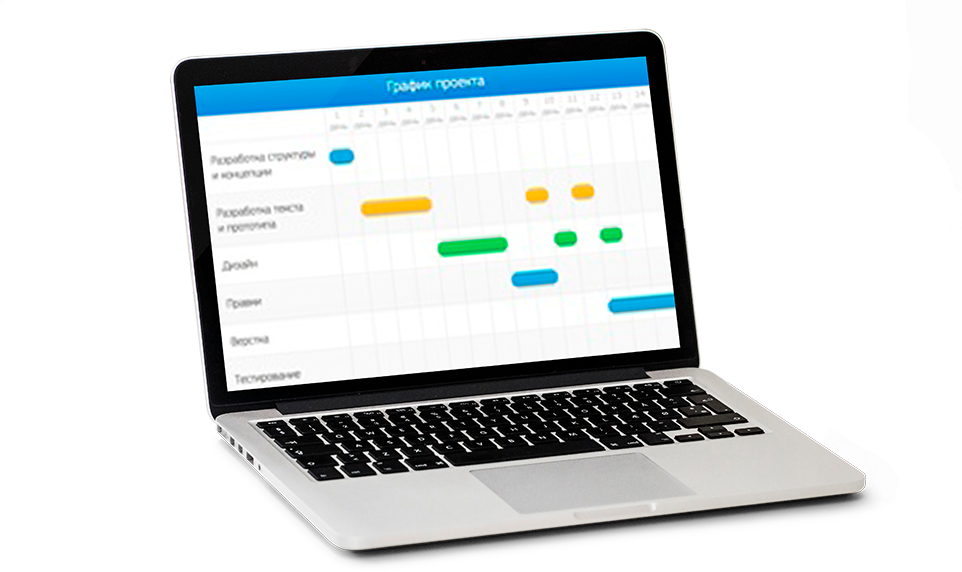 График проекта
1 2 3 4 5 6 7 8 9 10 11 12 13 14
день день день день день день день день день день день день день день
Разработка структуры
и концепции
Разработка текста
и прототипа
Дизайн
Правки
Верстка
Тестирование